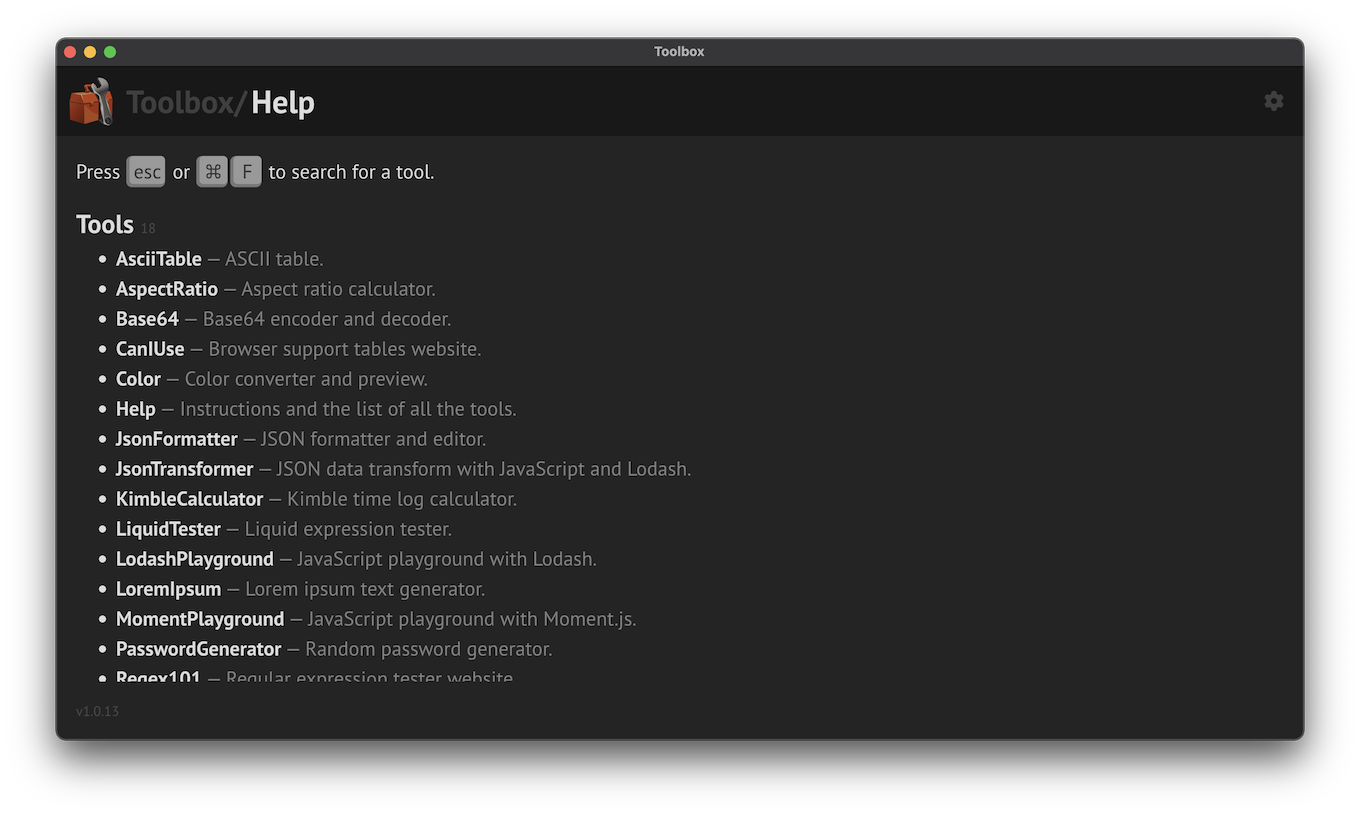 Toolbox
Toolbox/Help
Press esc or ⌘ F to search for a tool.
Tools 18
• AsciiTable — ASCII table.
• AspectRatio — Aspect ratio calculator.
• Base64 — Base64 encoder and decoder.
• CanIUse — Browser support tables website.
• Color — Color converter and preview.
• Help — Instructions and the list of all the tools.
• JsonFormatter — JSON formatter and editor.
• JsonTransformer — JSON data transform with JavaScript and Lodash.
• KimbleCalculator — Kimble time log calculator.
• LiquidTester — Liquid expression tester.
• LodashPlayground — JavaScript playground with Lodash.
• LoremIpsum — Lorem ipsum text generator.
• MomentPlayground — JavaScript playground with Moment.js.
• PasswordGenerator — Random password generator.
• Regex101 — Regular expression tester website
v1.0.13